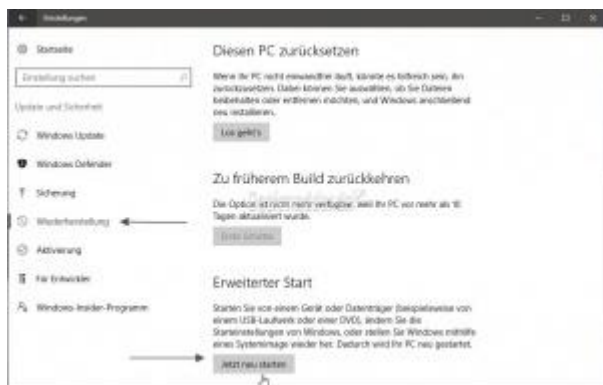 Einstellungen
Startseite
Einstellung suchen
Update und Sicherheit
Windows Update
Windows Defender
Sicherung
Wiederherstellung
Aktivierung
Für Entwickler
Windows-Insider-Programm
Diesen PC zurücksetzen
Wenn Ihr PC nicht einwandfrei läuft, könnte es hilfreich sein, ihn
zurückzusetzen. Dabei können Sie auswählen, ob Sie Dateien
beibehalten oder entfernen möchten, und Windows anschließend
neu installieren.
Los geht's
Zu früherem Build zurückkehren
Die Option ist nicht mehr verfügbar, weil Ihr PC vor mehr als 10
Tagen aktualisiert wurde.
Erweiterter Start
Starten Sie von einem Gerät oder Datenträger (beispielsweise von
einem USB-Laufwerk oder einer DVD), ändern Sie die
Starteinstellungen von Windows, oder stellen Sie Windows mithilfe
eines Systemimage wieder her. Dadurch wird Ihr PC neu gestartet.
Jetzt neu starten